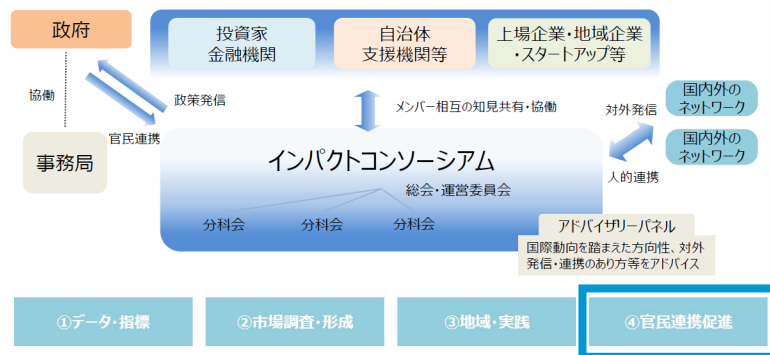 政府
投資家
金融機関
自治体
支援機関等
上場企業・地域企業
・スタートアップ等
協働
政策発信
官民連携
メンバー相互の知見共有・協働
対外発信
人的連携
国内外の
ネットワーク
国内外の
ネットワーク
事務局
インパクトコンソーシアム
総会・運営委員会
分科会
分科会
分科会
アドバイザリーパネル
国際動向を踏まえた方向性、対外
発信・連携のあり方等をアドバイス
①データ・指標
②市場調査・形成
③地域・実践
④官民連携促進